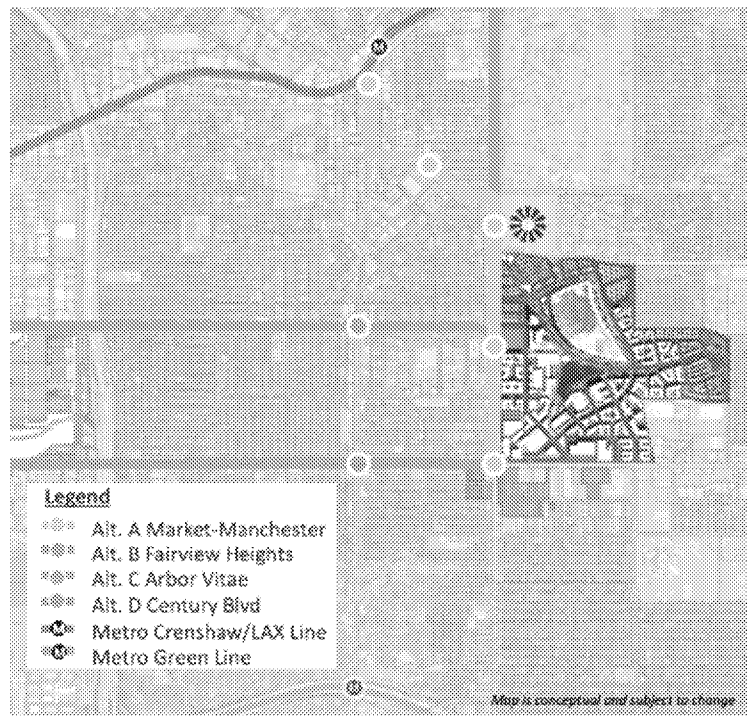 Legend
Alt. A Market-Manchester
Alt. B Fairview Heights
Alt. C Arbor Vitae
Alt. D Century Blvd
Metro Crenshaw/LAX Line
Metro Green Line
Map is conceptual and subject to change